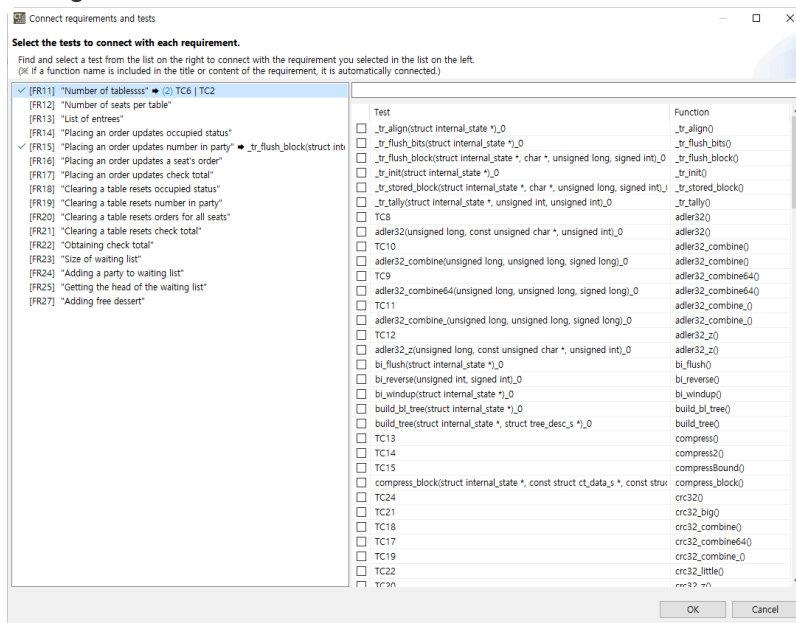 Connect requirements and tests
Select the tests to connect with each requirement.
Find and select a test from the list on the right to connect with the requirement you selected in the list on the left.
(※ If a function name is included in the title or content of the requirement, it is automatically connected.)
[FR11] "Number of tablessss" ➡ (2) TC6 | TC2
[FR12] "Number of seats per table"
[FR13] "List of entrees"
[FR14] "Placing an order updates occupied status"
[FR15] "Placing an order updates number in party" ➡ _tr_flush_block(struct int
[FR16] "Placing an order updates a seat's order"
[FR17] "Placing an order updates check total"
[FR18] "Clearing a table resets occupied status"
[FR19] "Clearing a table resets number in party"
[FR20] "Clearing a table resets orders for all seats"
[FR21] "Clearing a table resets check total"
[FR22] "Obtaining check total"
[FR23] "Size of waiting list"
[FR24] "Adding a party to waiting list"
[FR25] "Getting the head of the waiting list"
[FR27] "Adding free dessert"
Test Function
_tr_align(struct internal_state *)_0 _tr_align()
_tr_flush_bits(struct internal_state *)_0 _tr_flush_bits()
_tr_flush_block(struct internal_state *, char *, unsigned long, signed int)_0 _tr_flush_block()
_tr_init(struct internal_state *)_0 _tr_init()
_tr_stored_block(struct internal_state *, char *, unsigned long, signed int)_ _tr_stored_block()
_tr_tally(struct internal_state *, unsigned int, unsigned int)_0 _tr_tally()
TC8 adler32()
adler32(unsigned long, const unsigned char *, unsigned int)_0 adler32()
TC10 adler32_combine()
adler32_combine(unsigned long, unsigned long, signed long)_0 adler32_combine()
TC9 adler32_combine64()
adler32_combine64(unsigned long, unsigned long, signed long)_0 adler32_combine64()
TC11 adler32_combine_()
adler32_combine_(unsigned long, unsigned long, signed long)_0 adler32_combine_()
TC12 adler32_z()
adler32_z(unsigned long, const unsigned char *, unsigned int)_0 adler32_z()
bi_flush(struct internal_state *)_0 bi_flush()
bi_reverse(unsigned int, signed int)_0 bi_reverse()
bi_windup(struct internal_state *)_0 bi_windup()
build_bl_tree(struct internal_state *)_0 build_bl_tree()
build_tree(struct internal_state *, struct tree_desc_s *)_0 build_tree()
TC13 compress()
TC14 compress2()
TC15 compressBound()
compress_block(struct internal_state *, const struct ct_data_s *, const struc compress_block()
TC24 crc32()
TC21 crc32_big()
TC18 crc32_combine()
TC17 crc32_combine64()
TC19 crc32_combine_()
TC22 crc32_little()
TC20 crc32_z()
OK Cancel